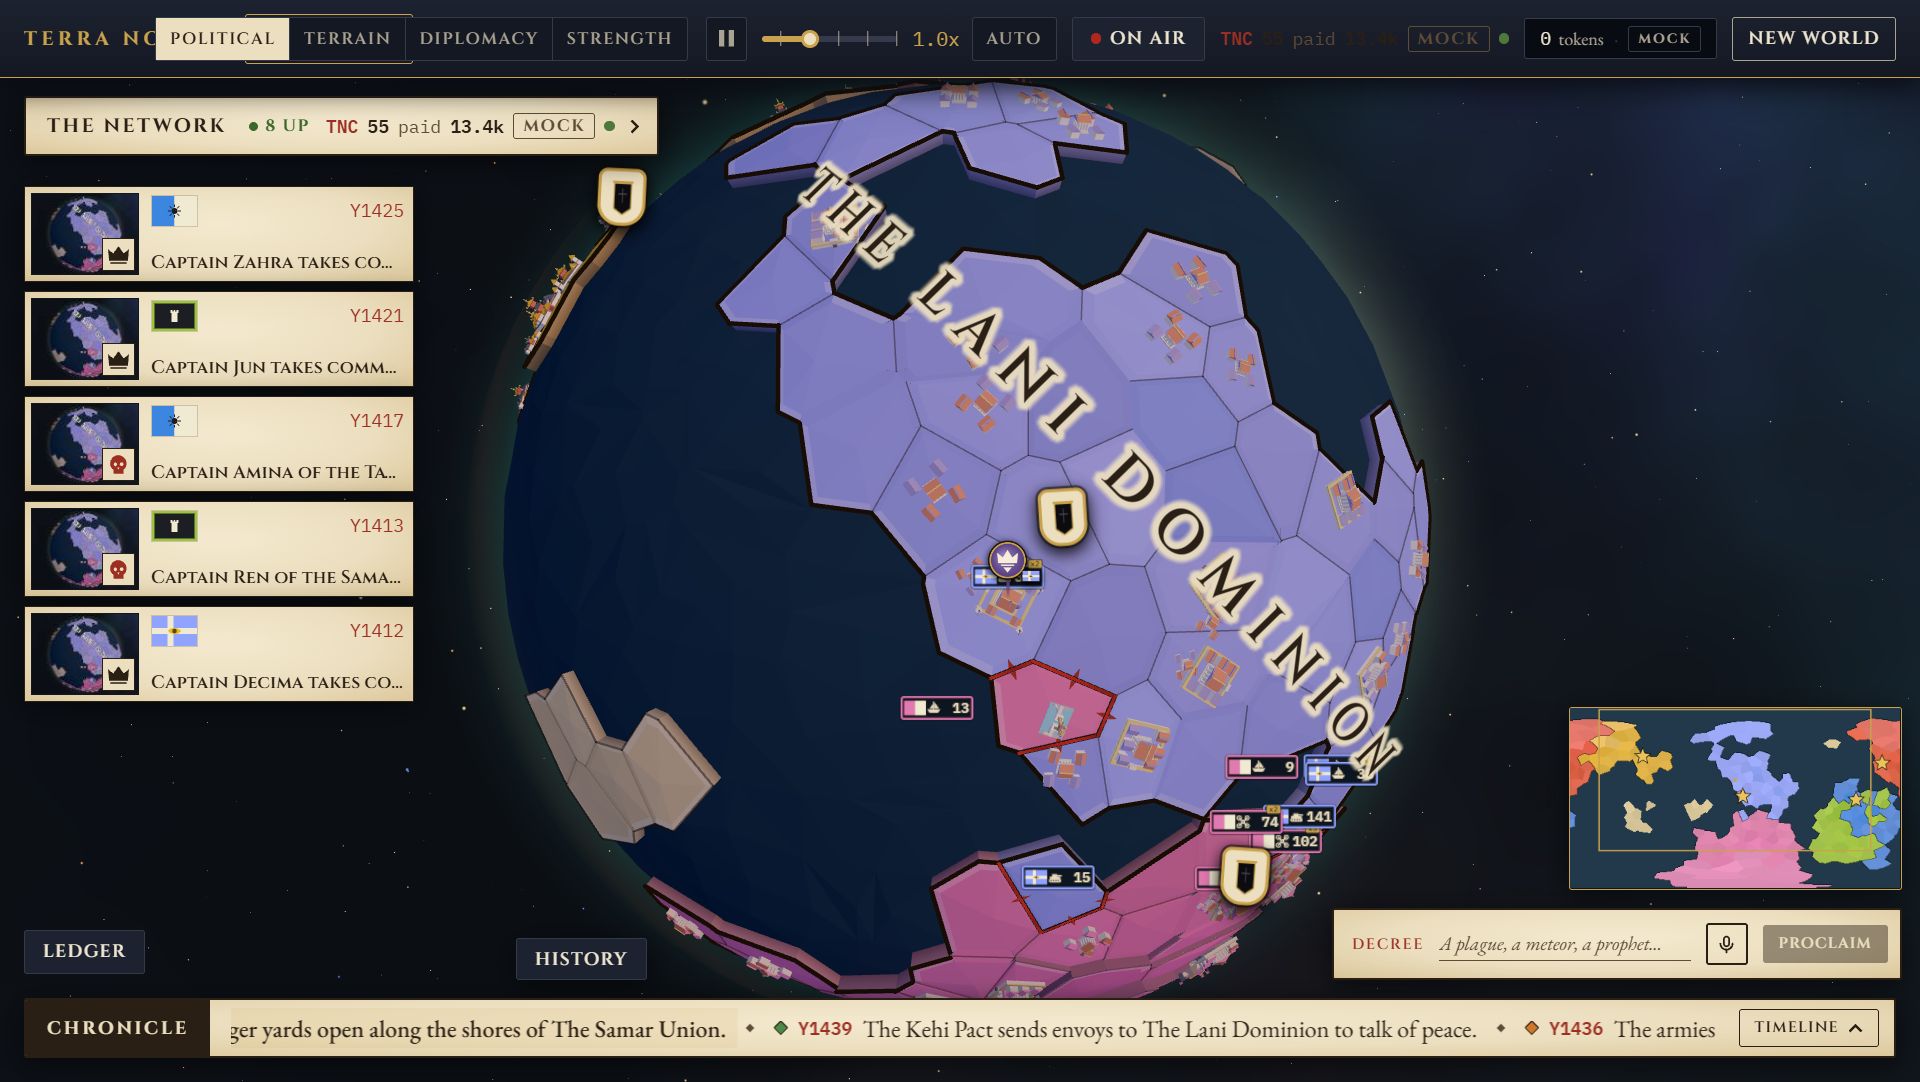 TERRA NO
POLITICAL
TERRAIN
DIPLOMACY
STRENGTH
1.0x
AUTO
ON AIR
TNC 55 paid 13.4k MOCK
0 tokens · MOCK
NEW WORLD
THE NETWORK
8 UP
TNC 55 paid 13.4k MOCK
Y1425
CAPTAIN ZAHRA TAKES CO...
Y1421
CAPTAIN JUN TAKES COMM...
Y1417
CAPTAIN AMINA OF THE TA...
Y1413
CAPTAIN REN OF THE SAMA...
Y1412
CAPTAIN DECIMA TAKES CO...
THE LANI DOMINION
13
9
74
141
102
15
DECREE
A plague, a meteor, a prophet...
PROCLAIM
LEDGER
HISTORY
CHRONICLE
ger yards open along the shores of The Samar Union.
Y1439 The Kehi Pact sends envoys to The Lani Dominion to talk of peace.
Y1436 The armies
TIMELINE